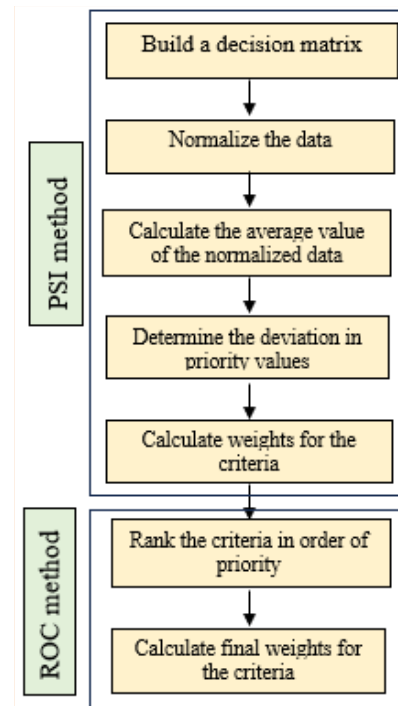 PSI method
Build a decision matrix
Normalize the data
Calculate the average value
of the normalized data
Determine the deviation in
priority values
Calculate weights for the
criteria
ROC method
Rank the criteria in order of
priority
Calculate final weights for
the criteria